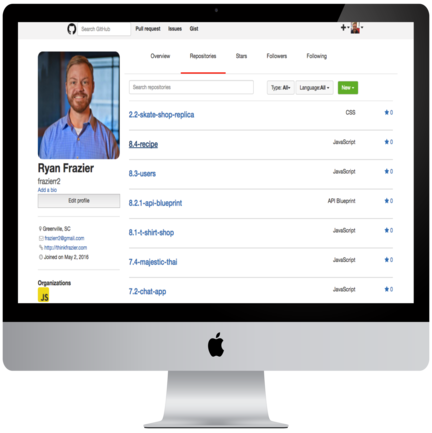 Search GitHub
Pull request Issues Gist
Overview Repositories Stars Followers Following
Search repositories Type: All Language:All New
2.2-skate-shop-replica CSS 0
8.4-recipe JavaScript 0
8.3-users JavaScript 0
8.2.1-api-blueprint API Blueprint 0
8.1-t-shirt-shop JavaScript 0
7.4-majestic-thai JavaScript 0
7.2-chat-app JavaScript 0
Ryan Frazier
frazierr2
Add a bio
Edit profile
Greenville, SC
http://thinkfrazier.com
Joined on May 2, 2016
Organizations
JS